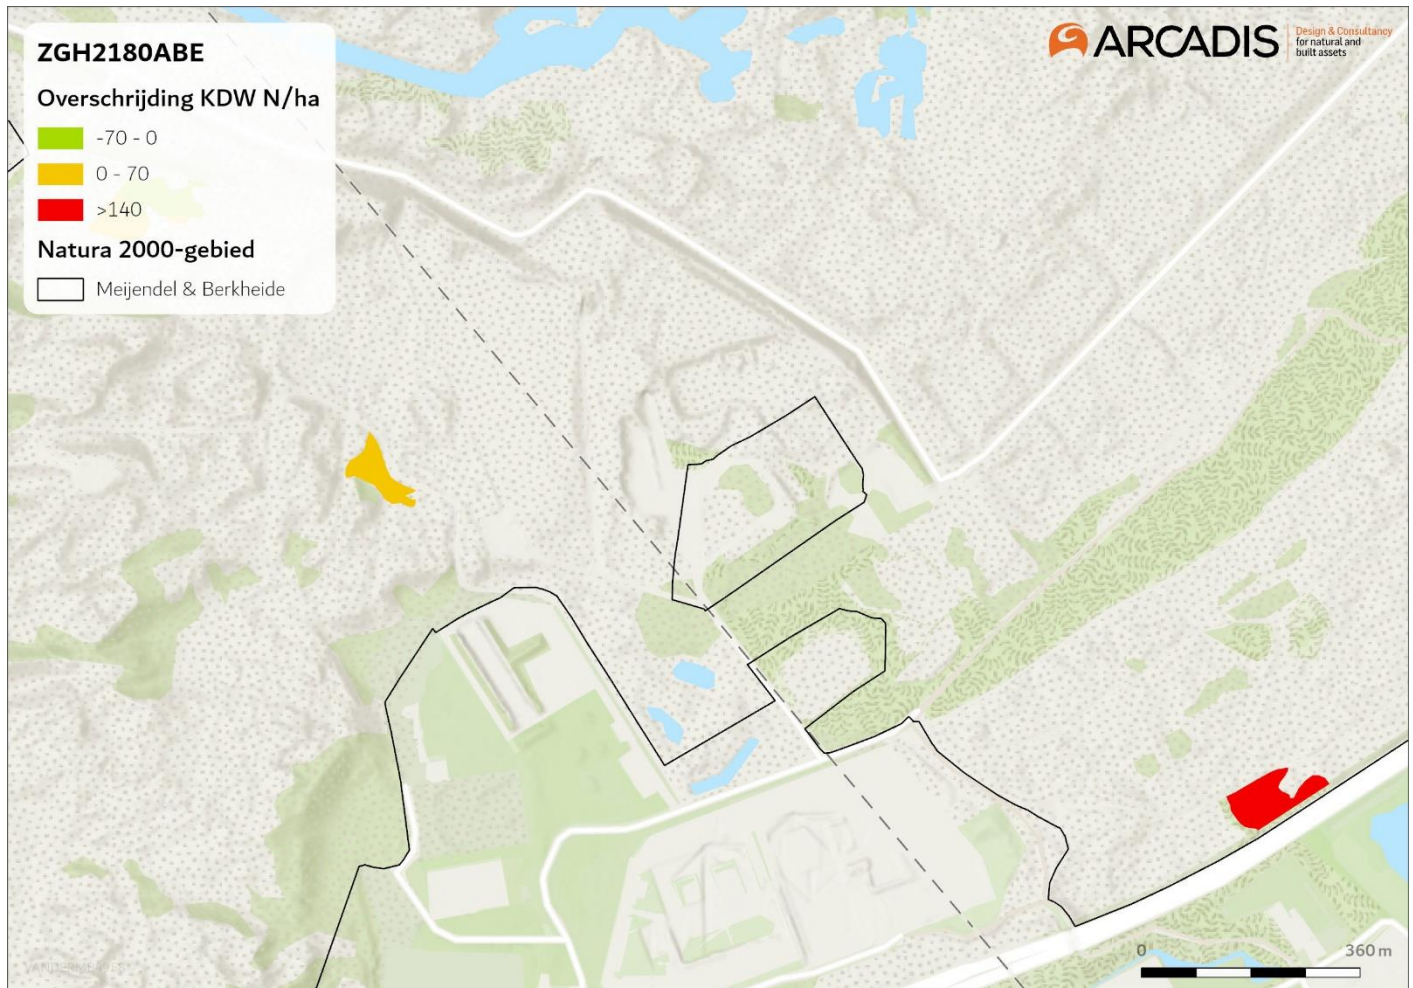 ZGH2180ABE
Overschrijding KDW N/ha
-70 - 0
0 - 70
>140
Natura 2000-gebied
Meijendel & Berkheide
ARCADIS
Design & Consultancy
for natural and
built assets
0 360 m